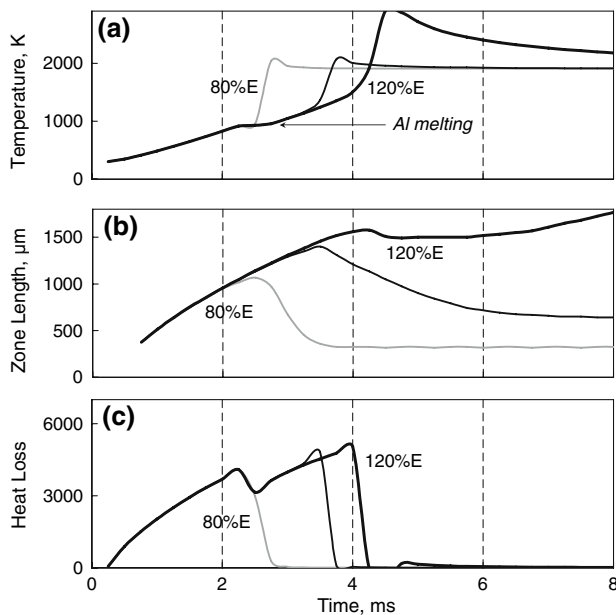 (a)
Temperature, K
2000
1000
0
80%E
120%E
Al melting
(b)
Zone Length, µm
1500
1000
500
0
80%E
120%E
(c)
Heat Loss
6000
3000
0
80%E
120%E
0 2 4 6 8
Time, ms